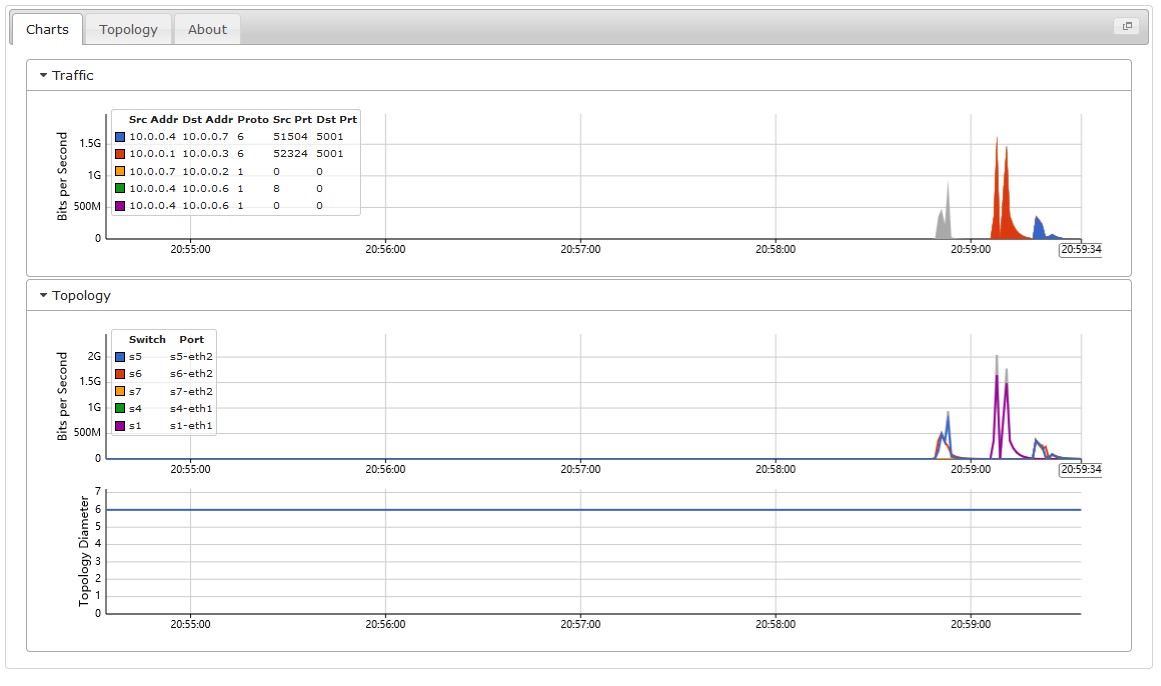 Charts Topology About
Traffic
Bits per Second
1.5G
1G
500M
0
Src Addr Dst Addr Proto Src Prt Dst Prt
10.0.0.4 10.0.0.7 6 51504 5001
10.0.0.1 10.0.0.3 6 52324 5001
10.0.0.7 10.0.0.2 1 0 0
10.0.0.4 10.0.0.6 1 8 0
10.0.0.4 10.0.0.6 1 0 0
20:55:00 20:56:00 20:57:00 20:58:00 20:59:00 20:59:34
Topology
Bits per Second
2G
1.5G
1G
500M
0
Switch Port
s5 s5-eth2
s6 s6-eth2
s7 s7-eth2
s4 s4-eth1
s1 s1-eth1
20:55:00 20:56:00 20:57:00 20:58:00 20:59:00 20:59:34
Topology Diameter
7
6
5
4
3
2
1
0
20:55:00 20:56:00 20:57:00 20:58:00 20:59:00